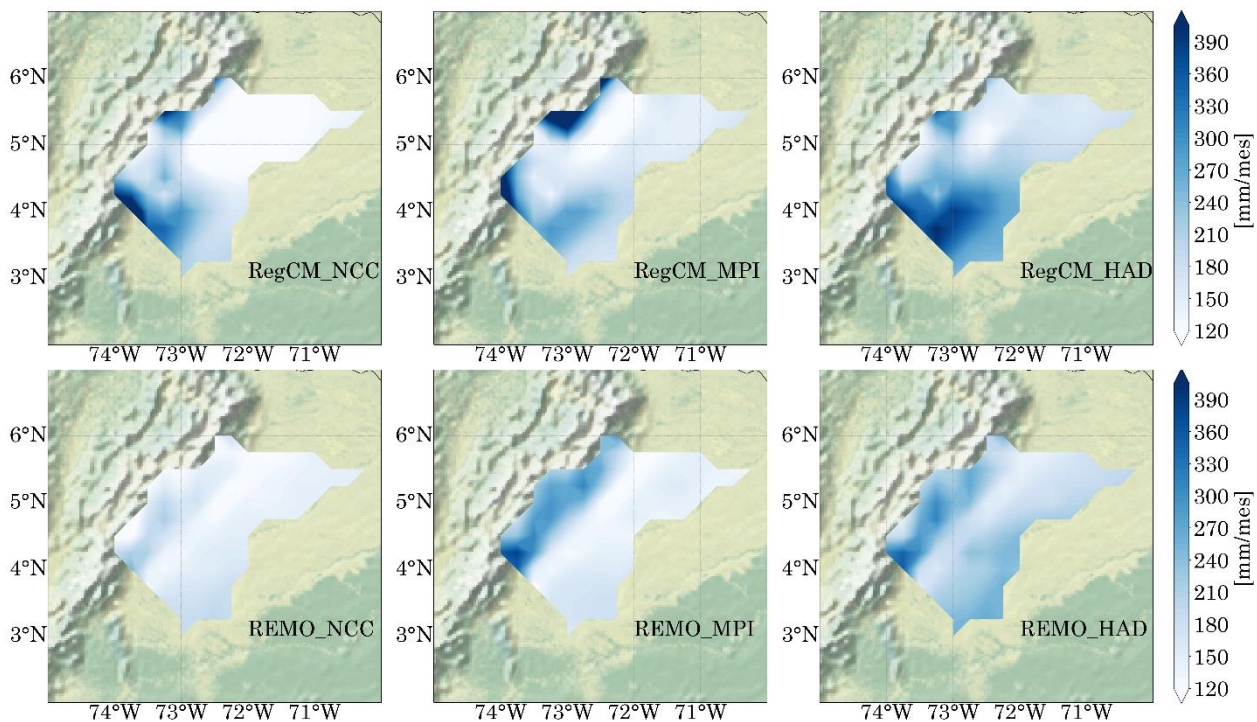 6°N
5°N
4°N
3°N
74°W 73°W 72°W 71°W
RegCM_NCC
6°N
5°N
4°N
3°N
74°W 73°W 72°W 71°W
RegCM_MPI
6°N
5°N
4°N
3°N
74°W 73°W 72°W 71°W
RegCM_HAD
390
360
330
300
270
240
210
180
150
120
[mm/mes]
6°N
5°N
4°N
3°N
74°W 73°W 72°W 71°W
REMO_NCC
6°N
5°N
4°N
3°N
74°W 73°W 72°W 71°W
REMO_MPI
6°N
5°N
4°N
3°N
74°W 73°W 72°W 71°W
REMO_HAD
390
360
330
300
270
240
210
180
150
120
[mm/mes]